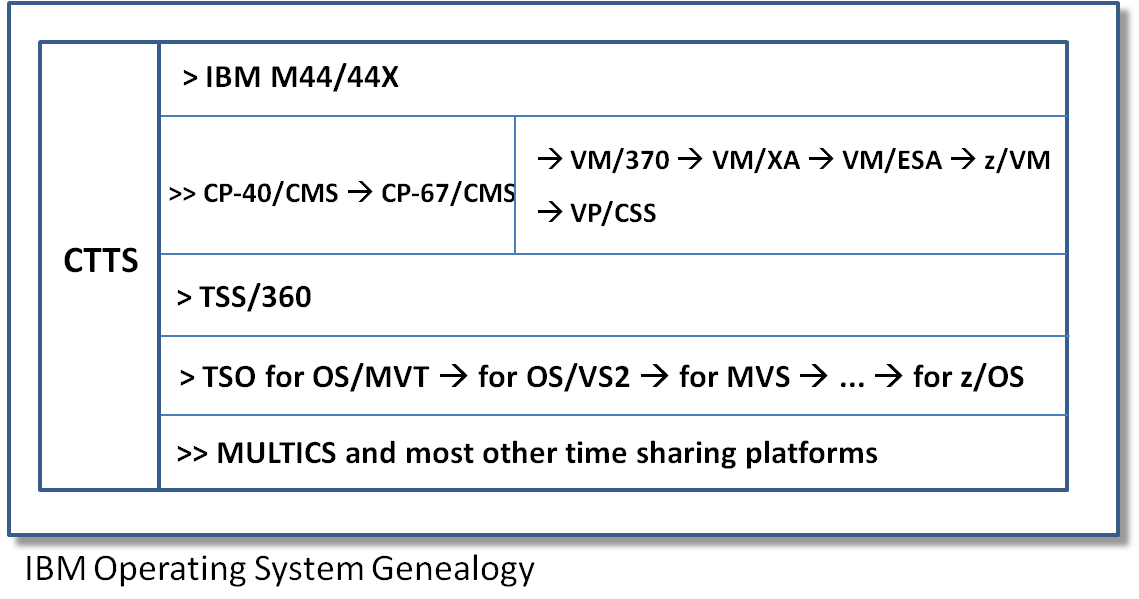 CTTS
> IBM M44/44X
>> CP-40/CMS → CP-67/CMS
→ VM/370 → VM/XA → VM/ESA → z/VM
→ VP/CSS
> TSS/360
> TSO for OS/MVT → for OS/VS2 → for MVS → ... → for z/OS
>> MULTICS and most other time sharing platforms
IBM Operating System Genealogy